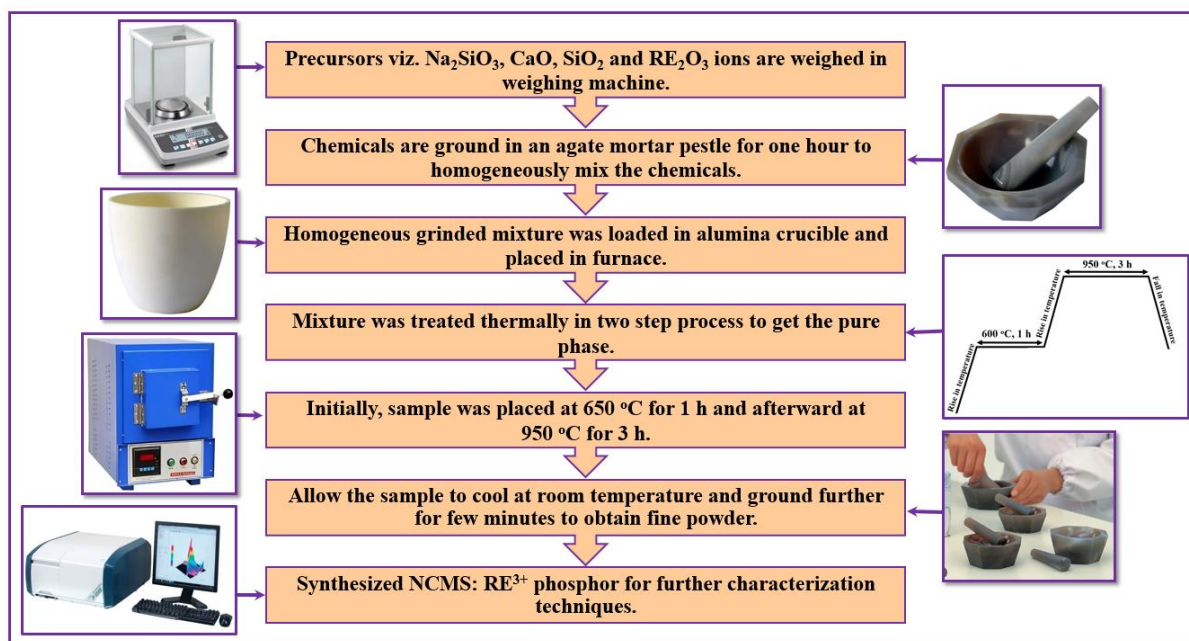 Precursors viz. Na₂SiO₃, CaO, SiO₂ and RE₂O₃ ions are weighed in
weighing machine.
Chemicals are ground in an agate mortar pestle for one hour to
homogeneously mix the chemicals.
Homogeneous grinded mixture was loaded in alumina crucible and
placed in furnace.
Mixture was treated thermally in two step process to get the pure
phase.
950 °C, 3 h
Rise in temperature
Fall in temperature
600 °C, 1 h
Rise in temperature
Initially, sample was placed at 650 °C for 1 h and afterward at
950 °C for 3 h.
Allow the sample to cool at room temperature and ground further
for few minutes to obtain fine powder.
Synthesized NCMS: RE³⁺ phosphor for further characterization
techniques.